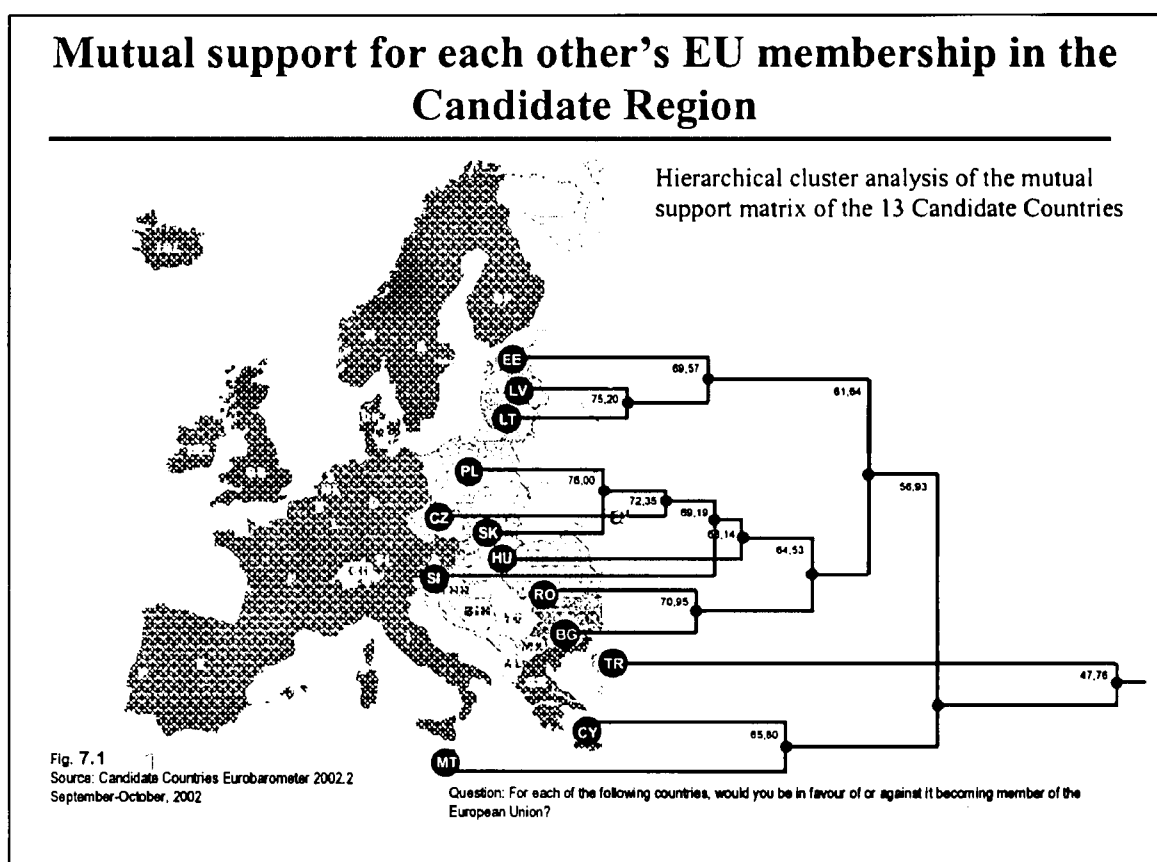 Mutual support for each other's EU membership in the
Candidate Region
Hierarchical cluster analysis of the mutual
support matrix of the 13 Candidate Countries
EE
69,57
LV
75,20
61,64
LT
PL
76,00
72,35
56,93
CZ
69,19
SK
HU
64,53
SI
RO
70,95
BG
TR
47,76
CY
65,80
MT
Fig. 7.1
Source: Candidate Countries Eurobarometer 2002.2
September-October, 2002
Question: For each of the following countries, would you be in favour of or against it becoming member of the
European Union?